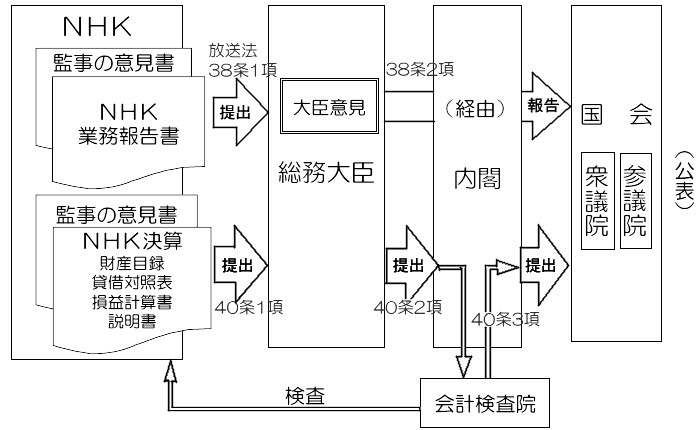 NHK
監事の意見書
NHK
業務報告書
監事の意見書
NHK決算
財産目録
貸借対照表
損益計算書
説明書
放送法
38条1項
提出
提出
40条1項
大臣意見
総務大臣
38条2項
提出
40条2項
（経由）
内閣
報告
提出
40条3項
国　会
衆議院
参議院
（公表）
検査
会計検査院